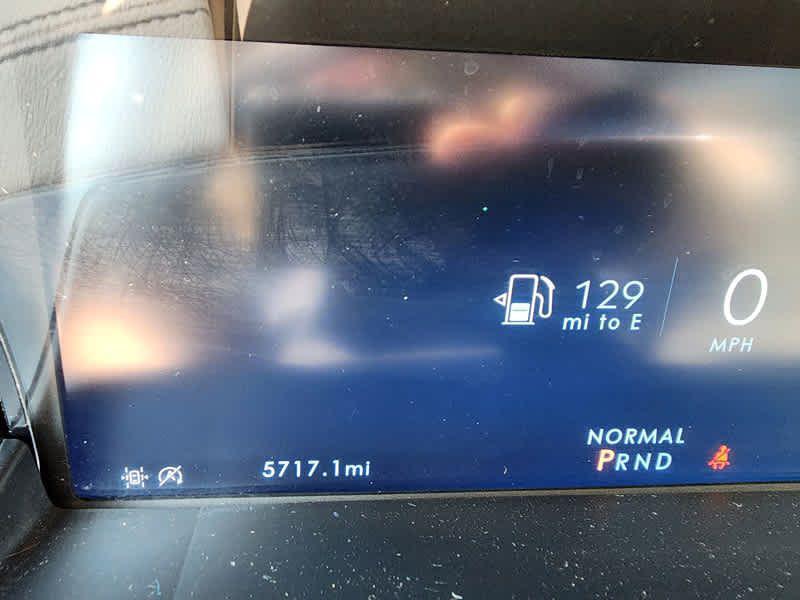 129
mi to E
0
MPH
NORMAL
PRND
5717.1mi